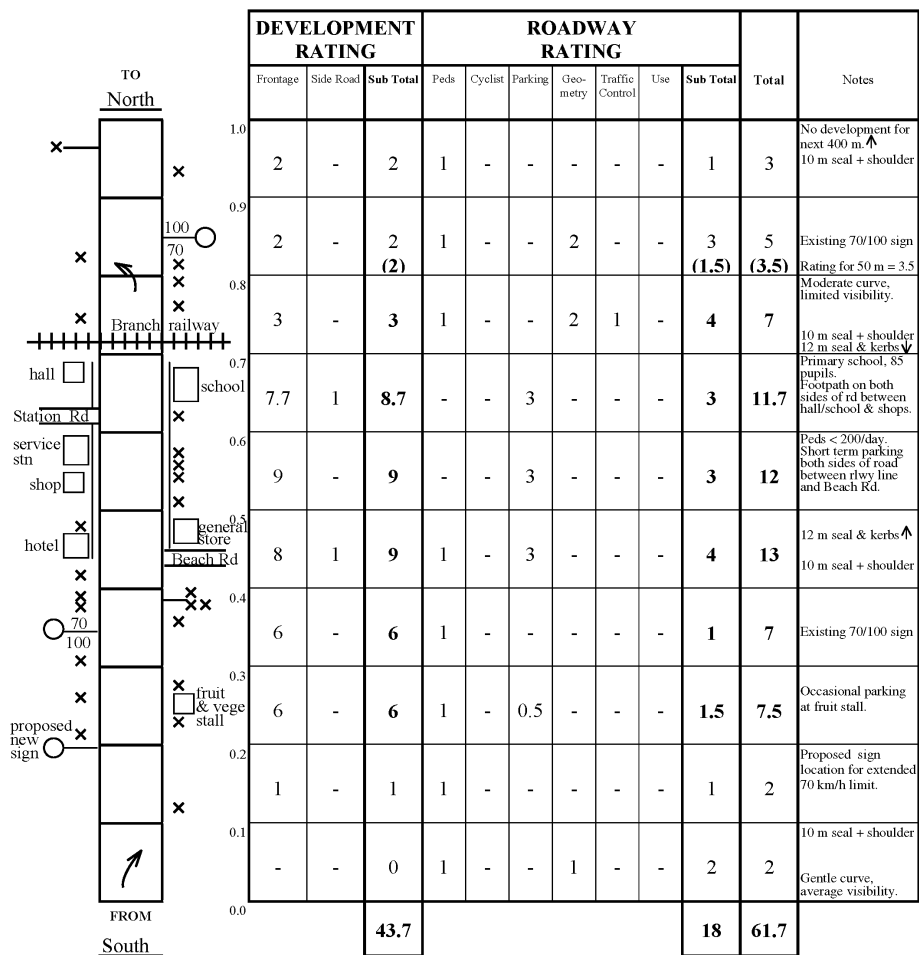 DEVELOPMENT RATING
ROADWAY RATING
Frontage Side Road Sub Total Peds Cyclist Parking Geo-metry Traffic Control Use Sub Total Total Notes
TO
North
1.0
2 - 2 1 - - - - - 1 3
No development for
next 400 m.
10 m seal + shoulder
0.9
100
70
2 - 2 1 - - 2 - - 3 5
Existing 70/100 sign
(2) (1.5) (3.5)
Rating for 50 m = 3.5
0.8
Branch railway
3 - 3 1 - - 2 1 - 4 7
Moderate curve,
limited visibility.
10 m seal + shoulder
12 m seal & kerbs
0.7
hall
school
Station Rd
7.7 1 8.7 - - 3 - - - 3 11.7
Primary school, 85
pupils.
Footpath on both
sides of rd between
hall/school & shops.
0.6
service
stn
shop
9 - 9 - - 3 - - - 3 12
Peds < 200/day.
Short term parking
both sides of road
between rlwy line
and Beach Rd.
0.5
hotel
general
store
Beach Rd
8 1 9 1 - 3 - - - 4 13
12 m seal & kerbs
10 m seal + shoulder
0.4
70
100
6 - 6 1 - - - - - 1 7
Existing 70/100 sign
0.3
fruit
& vege
stall
6 - 6 1 - 0.5 - - - 1.5 7.5
Occasional parking
at fruit stall.
proposed
new
sign
0.2
1 - 1 1 - - - - - 1 2
Proposed sign
location for extended
70 km/h limit.
0.1
- - 0 1 - - 1 - - 2 2
10 m seal + shoulder
Gentle curve,
average visibility.
0.0
FROM
South
43.7 18 61.7